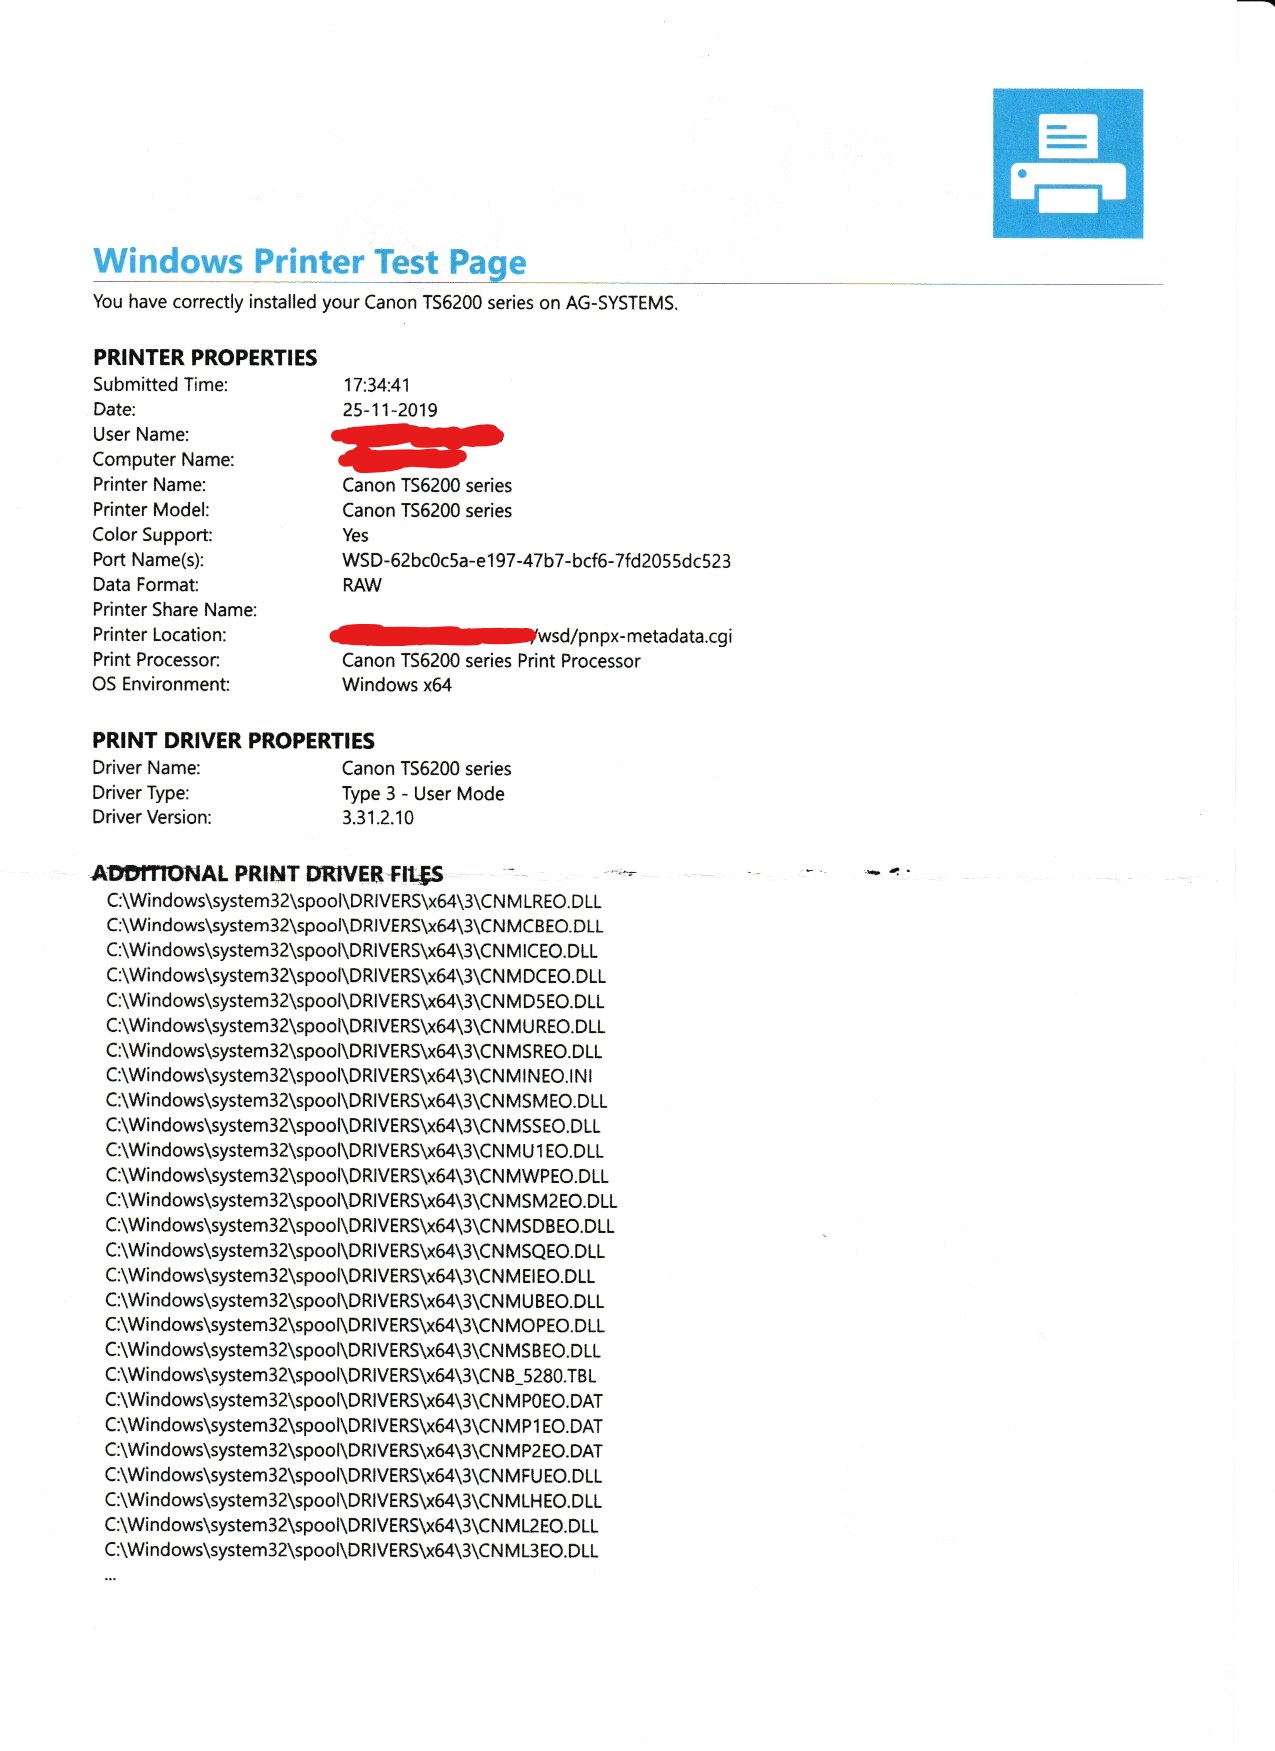 Windows Printer Test Page
You have correctly installed your Canon TS6200 series on AG-SYSTEMS.
PRINTER PROPERTIES
Submitted Time: 17:34:41
Date: 25-11-2019
User Name:
Computer Name:
Printer Name: Canon TS6200 series
Printer Model: Canon TS6200 series
Color Support: Yes
Port Name(s): WSD-62bc0c5a-e197-47b7-bcf6-7fd2055dc523
Data Format: RAW
Printer Share Name:
Printer Location: /wsd/pnpx-metadata.cgi
Print Processor: Canon TS6200 series Print Processor
OS Environment: Windows x64
PRINT DRIVER PROPERTIES
Driver Name: Canon TS6200 series
Driver Type: Type 3 - User Mode
Driver Version: 3.31.2.10
ADDITIONAL PRINT DRIVER FILES
C:\Windows\system32\spool\DRIVERS\x64\3\CNMLREO.DLL
C:\Windows\system32\spool\DRIVERS\x64\3\CNMCBEO.DLL
C:\Windows\system32\spool\DRIVERS\x64\3\CNMICEO.DLL
C:\Windows\system32\spool\DRIVERS\x64\3\CNMDCEO.DLL
C:\Windows\system32\spool\DRIVERS\x64\3\CNMD5EO.DLL
C:\Windows\system32\spool\DRIVERS\x64\3\CNMUREO.DLL
C:\Windows\system32\spool\DRIVERS\x64\3\CNMSREO.DLL
C:\Windows\system32\spool\DRIVERS\x64\3\CNMINEO.INI
C:\Windows\system32\spool\DRIVERS\x64\3\CNMSMEO.DLL
C:\Windows\system32\spool\DRIVERS\x64\3\CNMSSEO.DLL
C:\Windows\system32\spool\DRIVERS\x64\3\CNMU1EO.DLL
C:\Windows\system32\spool\DRIVERS\x64\3\CNMWPEO.DLL
C:\Windows\system32\spool\DRIVERS\x64\3\CNMSM2EO.DLL
C:\Windows\system32\spool\DRIVERS\x64\3\CNMSDBEO.DLL
C:\Windows\system32\spool\DRIVERS\x64\3\CNMSQEO.DLL
C:\Windows\system32\spool\DRIVERS\x64\3\CNMEIEO.DLL
C:\Windows\system32\spool\DRIVERS\x64\3\CNMUBEO.DLL
C:\Windows\system32\spool\DRIVERS\x64\3\CNMOPEO.DLL
C:\Windows\system32\spool\DRIVERS\x64\3\CNMSBEO.DLL
C:\Windows\system32\spool\DRIVERS\x64\3\CNB_5280.TBL
C:\Windows\system32\spool\DRIVERS\x64\3\CNMP0EO.DAT
C:\Windows\system32\spool\DRIVERS\x64\3\CNMP1EO.DAT
C:\Windows\system32\spool\DRIVERS\x64\3\CNMP2EO.DAT
C:\Windows\system32\spool\DRIVERS\x64\3\CNMFUEO.DLL
C:\Windows\system32\spool\DRIVERS\x64\3\CNMLHEO.DLL
C:\Windows\system32\spool\DRIVERS\x64\3\CNML2EO.DLL
C:\Windows\system32\spool\DRIVERS\x64\3\CNML3EO.DLL
...